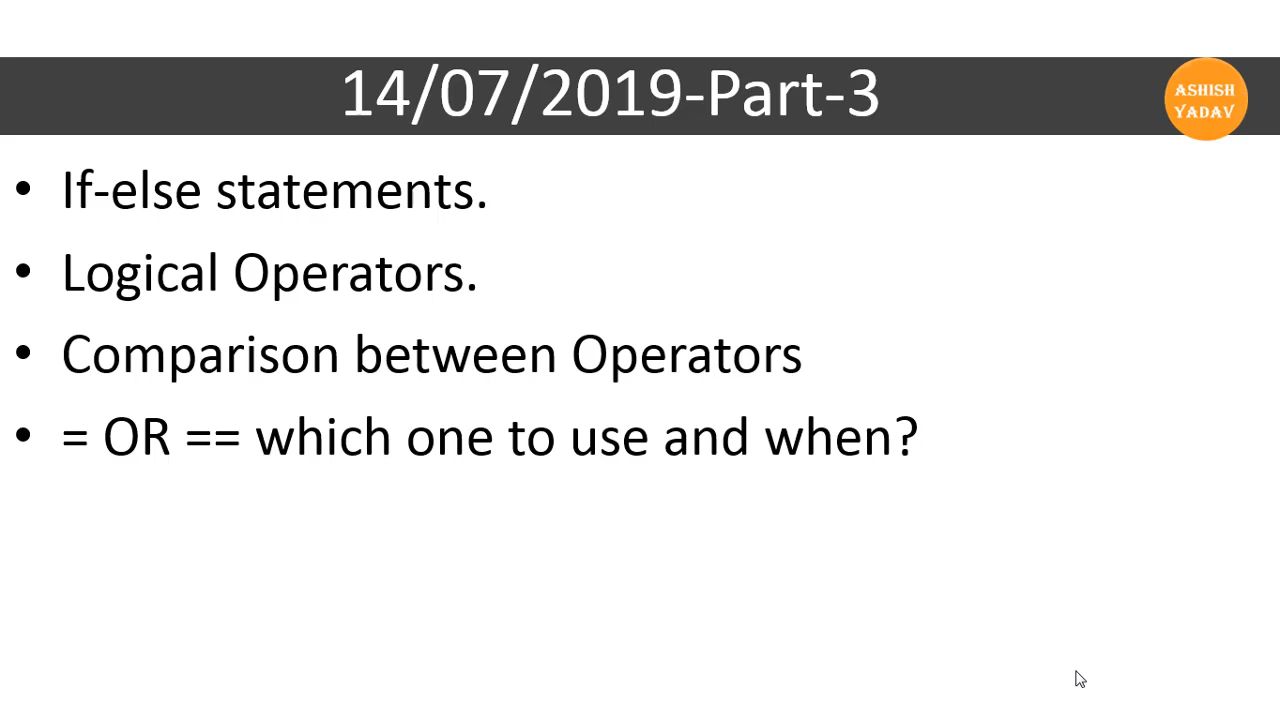 14/07/2019-Part-3
ASHISH
YADAV
• If-else statements.
• Logical Operators.
• Comparison between Operators
• = OR == which one to use and when?